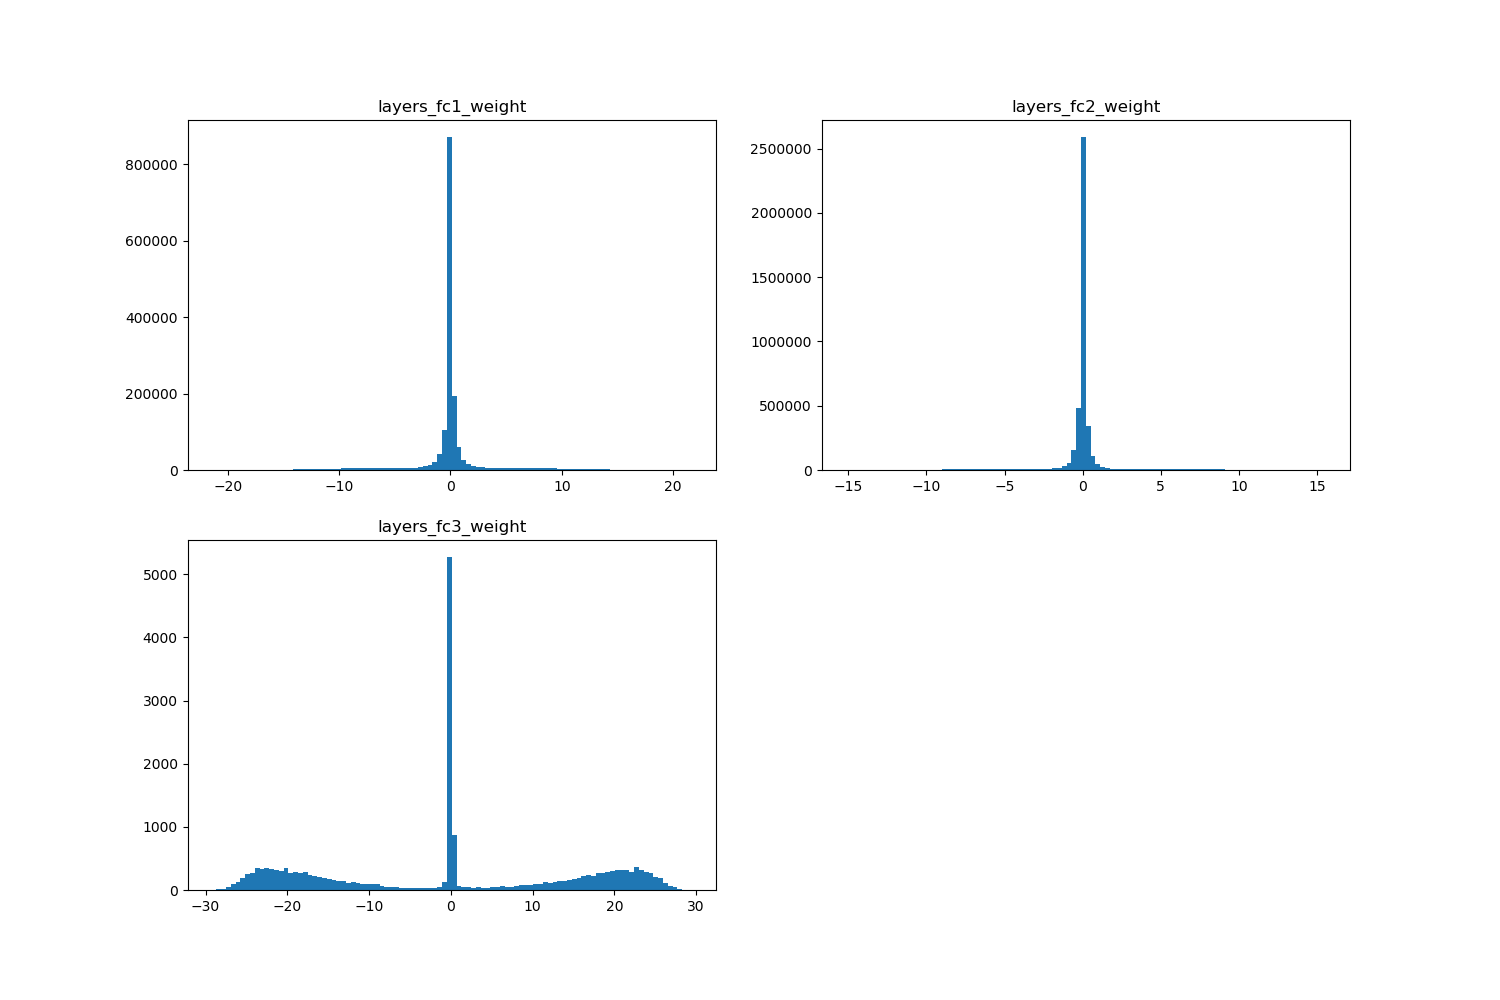 layers_fc1_weight
800000
600000
400000
200000
0
−20 −10 0 10 20
layers_fc2_weight
2500000
2000000
1500000
1000000
500000
0
−15 −10 −5 0 5 10 15
layers_fc3_weight
5000
4000
3000
2000
1000
0
−30 −20 −10 0 10 20 30